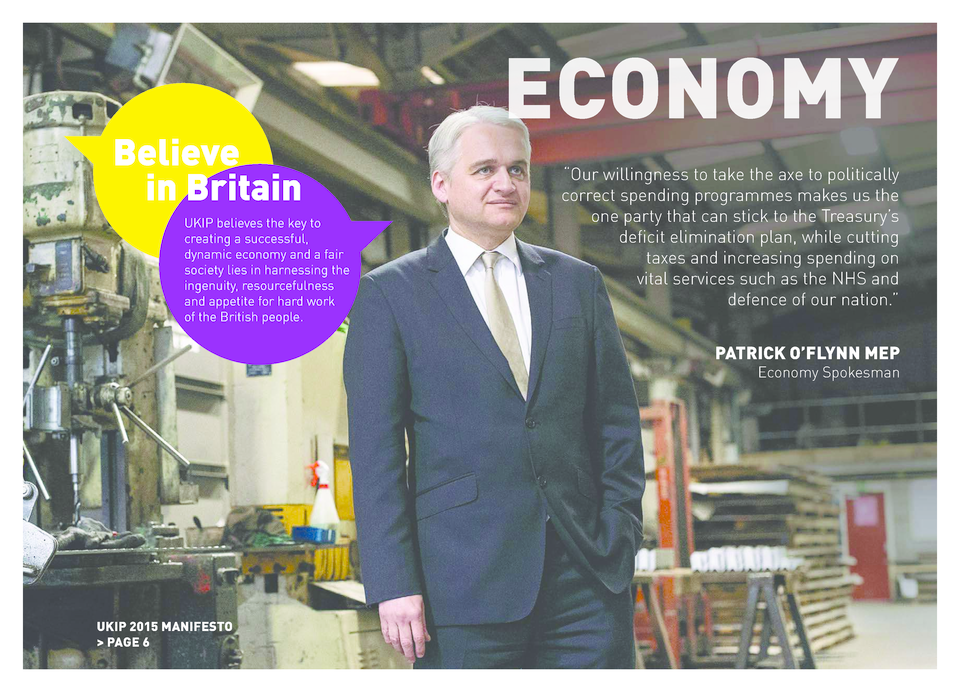 ECONOMY
Believe
in Britain
UKIP believes the key to
creating a successful,
dynamic economy and a fair
society lies in harnessing the
ingenuity, resourcefulness
and appetite for hard work
of the British people.
“Our willingness to take the axe to politically
correct spending programmes makes us the
one party that can stick to the Treasury’s
deficit elimination plan, while cutting
taxes and increasing spending on
vital services such as the NHS and
defence of our nation.”
PATRICK O’FLYNN MEP
Economy Spokesman
UKIP 2015 MANIFESTO
> PAGE 6